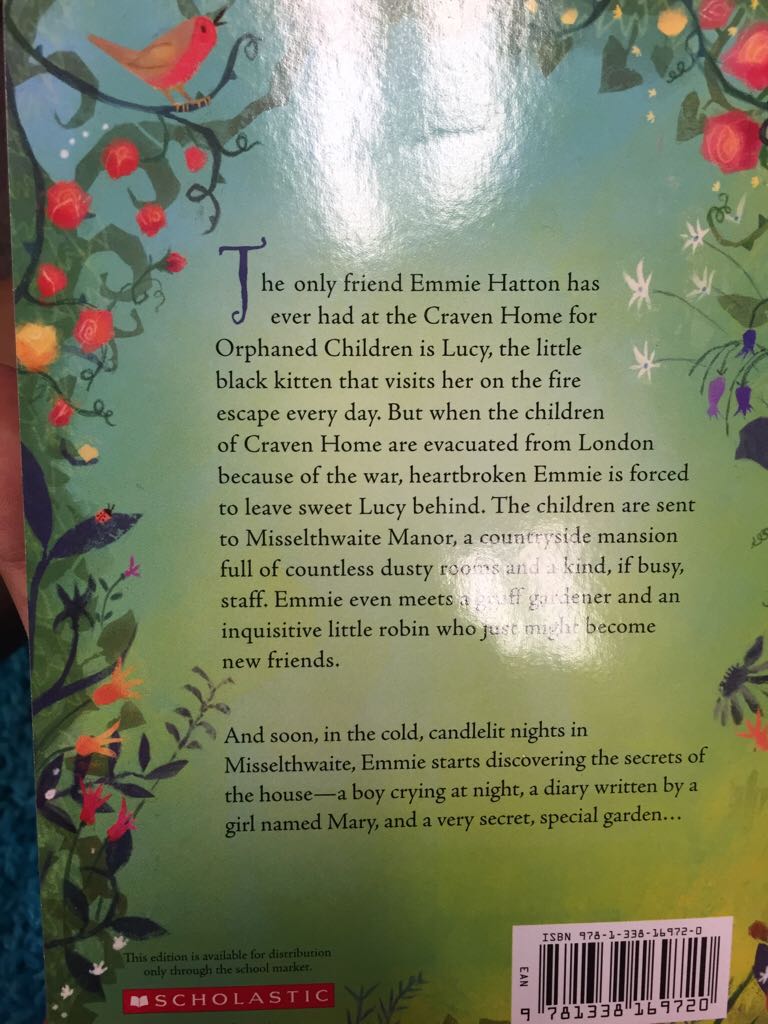 The only friend Emmie Hatton has
ever had at the Craven Home for
Orphaned Children is Lucy, the little
black kitten that visits her on the fire
escape every day. But when the children
of Craven Home are evacuated from London
because of the war, heartbroken Emmie is forced
to leave sweet Lucy behind. The children are sent
to Misselthwaite Manor, a countryside mansion
full of countless dusty rooms and a kind, if busy,
staff. Emmie even meets a gruff gardener and an
inquisitive little robin who just might become
new friends.
And soon, in the cold, candlelit nights in
Misselthwaite, Emmie starts discovering the secrets of
the house—a boy crying at night, a diary written by a
girl named Mary, and a very secret, special garden...
This edition is available for distribution
only through the school market.
SCHOLASTIC
ISBN 978-1-338-16972-0
EAN
9 781338 169720